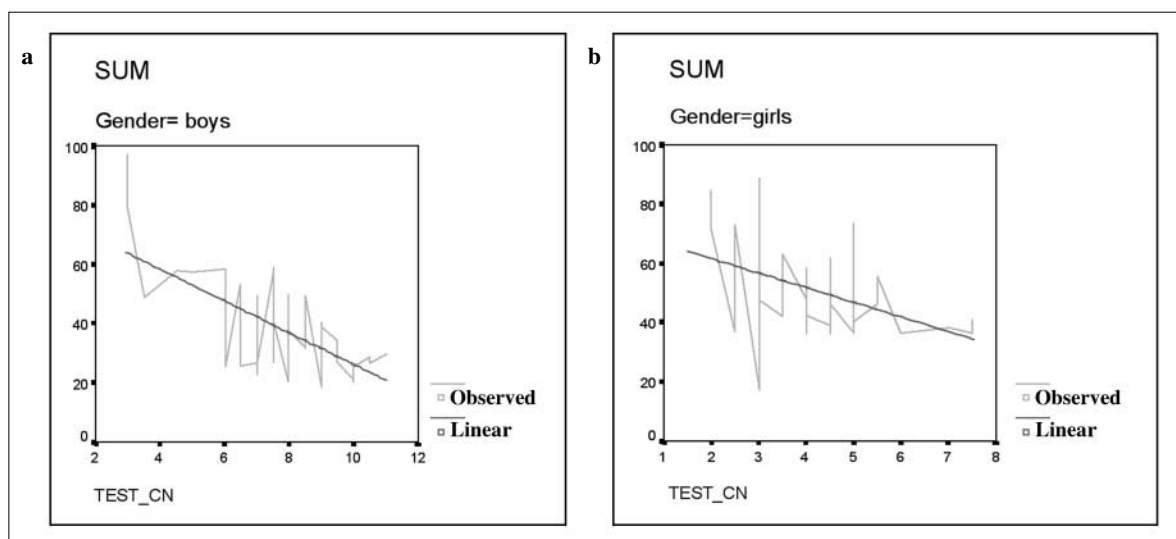 a
SUM
Gender= boys
100
80
60
40
20
0
2 4 6 8 10 12
TEST_CN
Observed
Linear
b
SUM
Gender=girls
100
80
60
40
20
0
1 2 3 4 5 6 7 8
TEST_CN
Observed
Linear